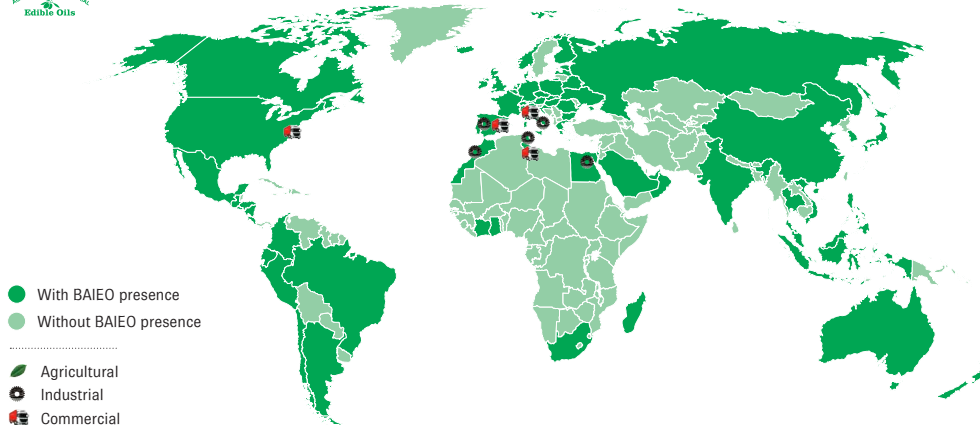 Edible Oils
With BAIEO presence
Without BAIEO presence
Agricultural
Industrial
Commercial